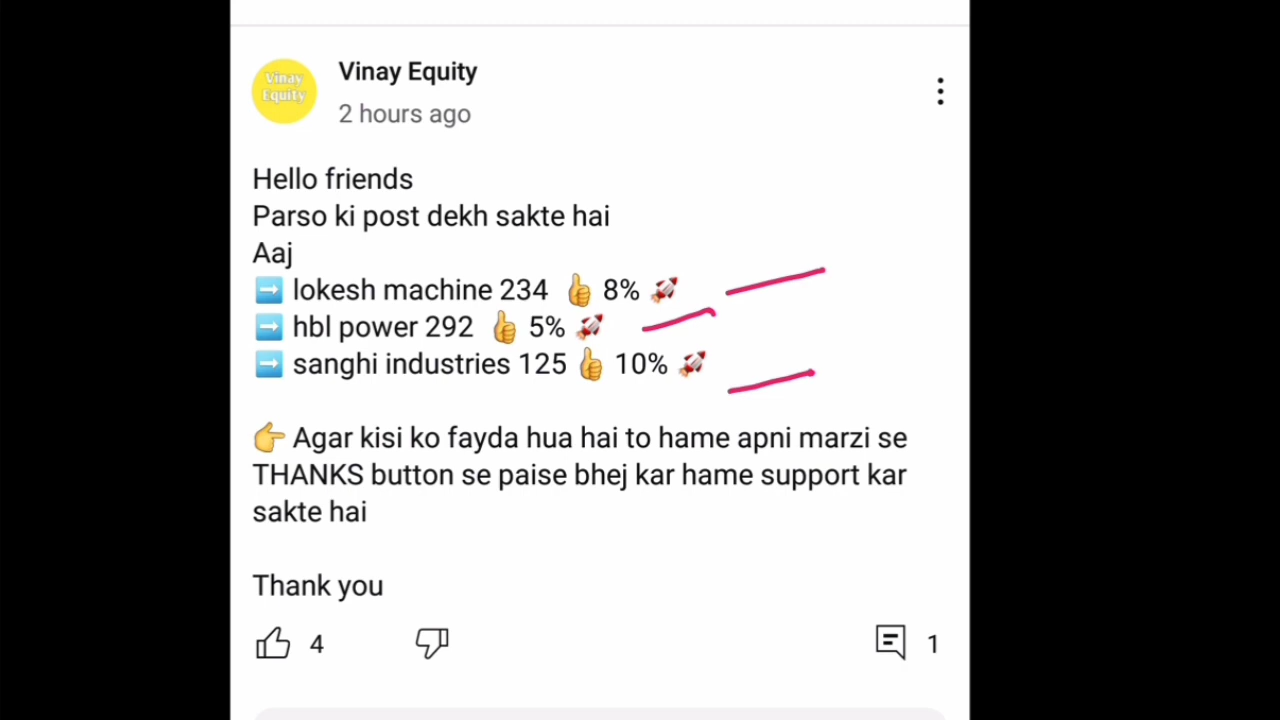 Vinay
Equity
Vinay Equity
2 hours ago
Hello friends
Parso ki post dekh sakte hai
Aaj
➡️ lokesh machine 234 👍 8% 🚀
➡️ hbl power 292 👍 5% 🚀
➡️ sanghi industries 125 👍 10% 🚀
👉 Agar kisi ko fayda hua hai to hame apni marzi se
THANKS button se paise bhej kar hame support kar
sakte hai
Thank you
4
1